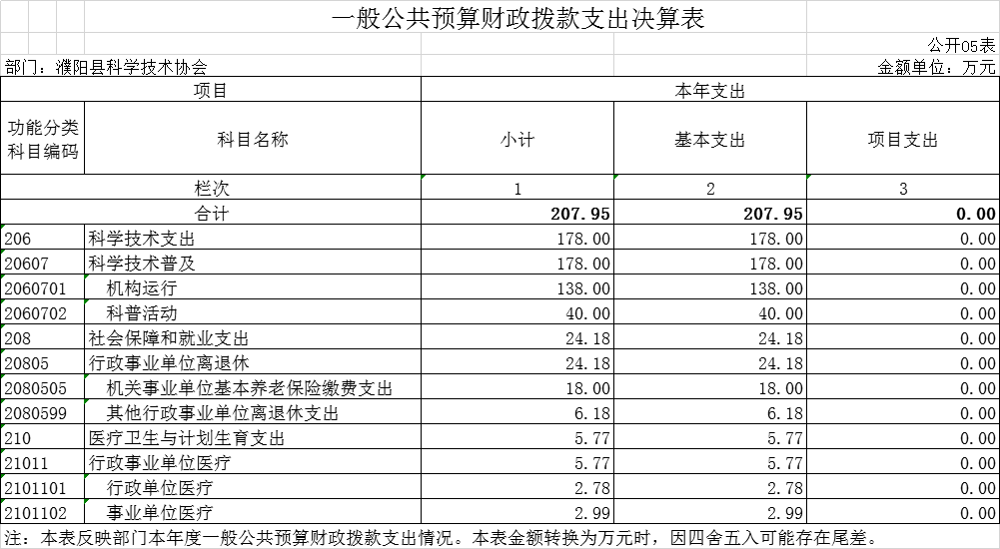 一般公共预算财政拨款支出决算表
公开05表
部门：濮阳县科学技术协会 金额单位：万元
项目 本年支出
功能分类
科目编码 科目名称 小计 基本支出 项目支出
栏次 1 2 3
合计 207.95 207.95 0.00
206 科学技术支出 178.00 178.00 0.00
20607 科学技术普及 178.00 178.00 0.00
2060701 机构运行 138.00 138.00 0.00
2060702 科普活动 40.00 40.00 0.00
208 社会保障和就业支出 24.18 24.18 0.00
20805 行政事业单位离退休 24.18 24.18 0.00
2080505 机关事业单位基本养老保险缴费支出 18.00 18.00 0.00
2080599 其他行政事业单位离退休支出 6.18 6.18 0.00
210 医疗卫生与计划生育支出 5.77 5.77 0.00
21011 行政事业单位医疗 5.77 5.77 0.00
2101101 行政单位医疗 2.78 2.78 0.00
2101102 事业单位医疗 2.99 2.99 0.00
注：本表反映部门本年度一般公共预算财政拨款支出情况。本表金额转换为万元时，因四舍五入可能存在尾差。